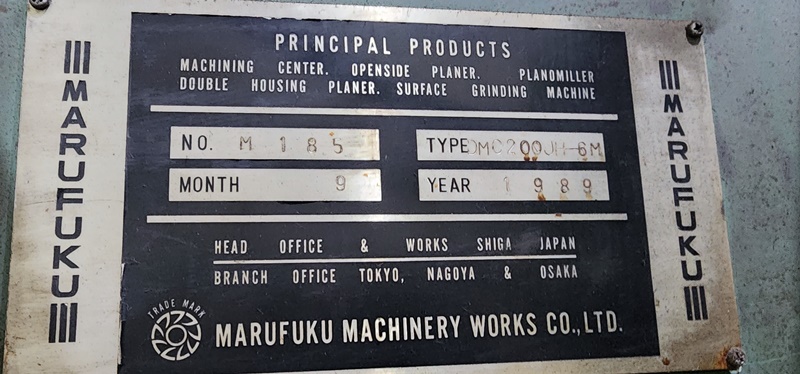 PRINCIPAL PRODUCTS
MACHINING CENTER. OPENSIDE PLANER. PLANOMILLER
DOUBLE HOUSING PLANER. SURFACE GRINDING MACHINE
NO. M 185
TYPE DMC200JH-6M
MONTH 9
YEAR 1989
HEAD OFFICE & WORKS SHIGA JAPAN
BRANCH OFFICE TOKYO, NAGOYA & OSAKA
TRADE MARK
MARUFUKU MACHINERY WORKS CO., LTD.
MARUFUKU
MARUFUKU